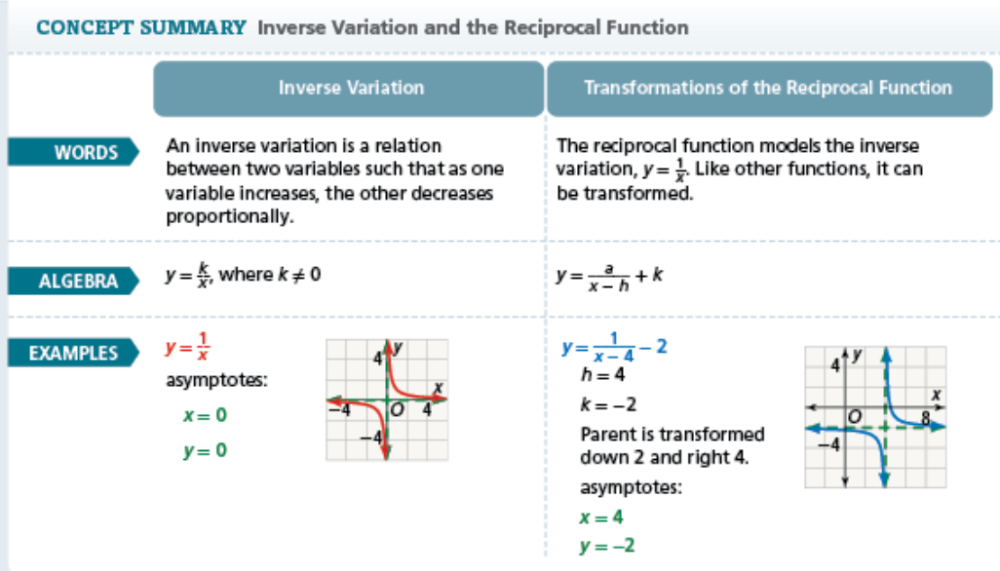 CONCEPT SUMMARY Inverse Variation and the Reciprocal Function
Inverse Variation
Transformations of the Reciprocal Function
WORDS
An inverse variation is a relation
between two variables such that as one
variable increases, the other decreases
proportionally.
The reciprocal function models the inverse
variation, y = 1/x. Like other functions, it can
be transformed.
ALGEBRA
y = k/x, where k ≠ 0
y = a/(x − h) + k
EXAMPLES
y = 1/x
asymptotes:
x = 0
y = 0
4 y
x
−4 O 4
−4
y = 1/(x − 4) − 2
h = 4
k = −2
Parent is transformed
down 2 and right 4.
asymptotes:
x = 4
y = −2
4 y
x
O 8
−4